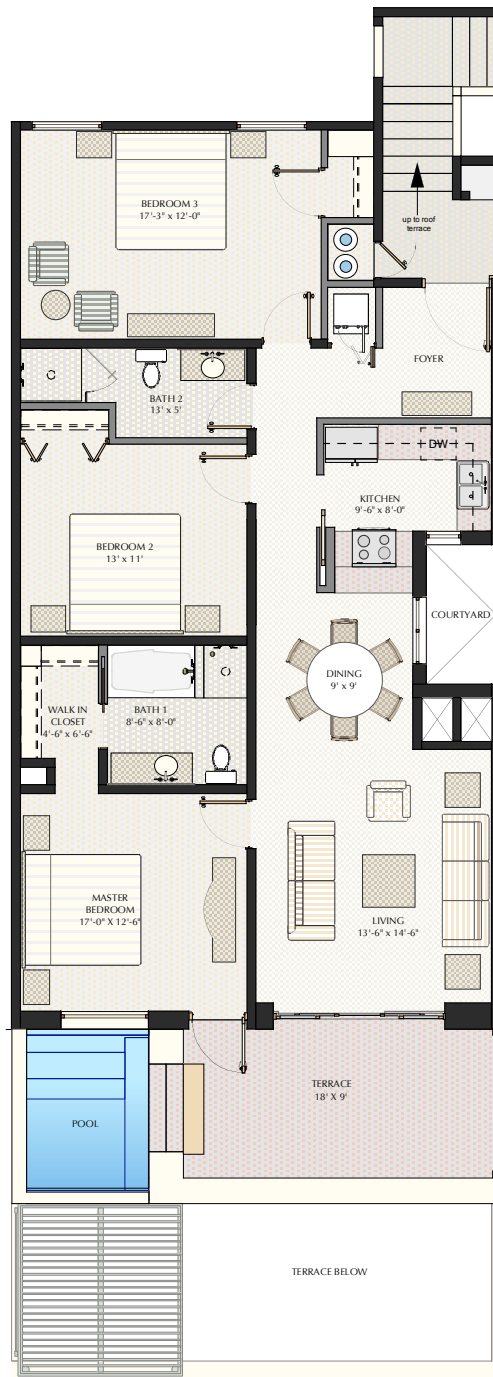 BEDROOM 3
17'-3" x 12'-0"
up to roof
terrace
FOYER
BATH 2
13' x 5'
DW
KITCHEN
9'-6" x 8'-0"
BEDROOM 2
13' x 11'
COURTYARD
DINING
9' x 9'
WALK IN
CLOSET
4'-6" x 6'-6"
BATH 1
8'-6" x 8'-0"
MASTER
BEDROOM
17'-0" X 12'-6"
LIVING
13'-6" x 14'-6"
TERRACE
18' X 9'
POOL
TERRACE BELOW